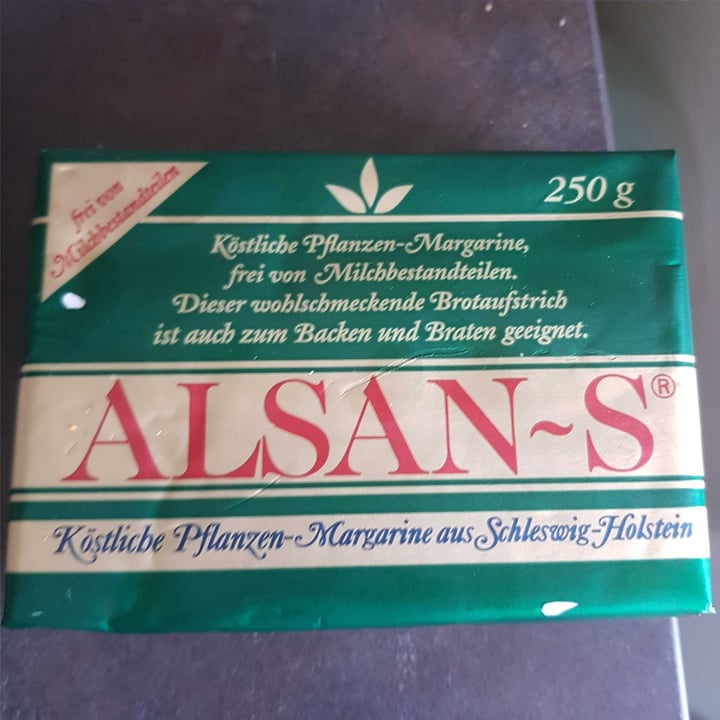 frei von
Milchbestandteilen
250 g
Köstliche Pflanzen-Margarine,
frei von Milchbestandteilen.
Dieser wohlschmeckende Brotaufstrich
ist auch zum Backen und Braten geeignet.
ALSAN~S®
Köstliche Pflanzen-Margarine aus Schleswig-Holstein